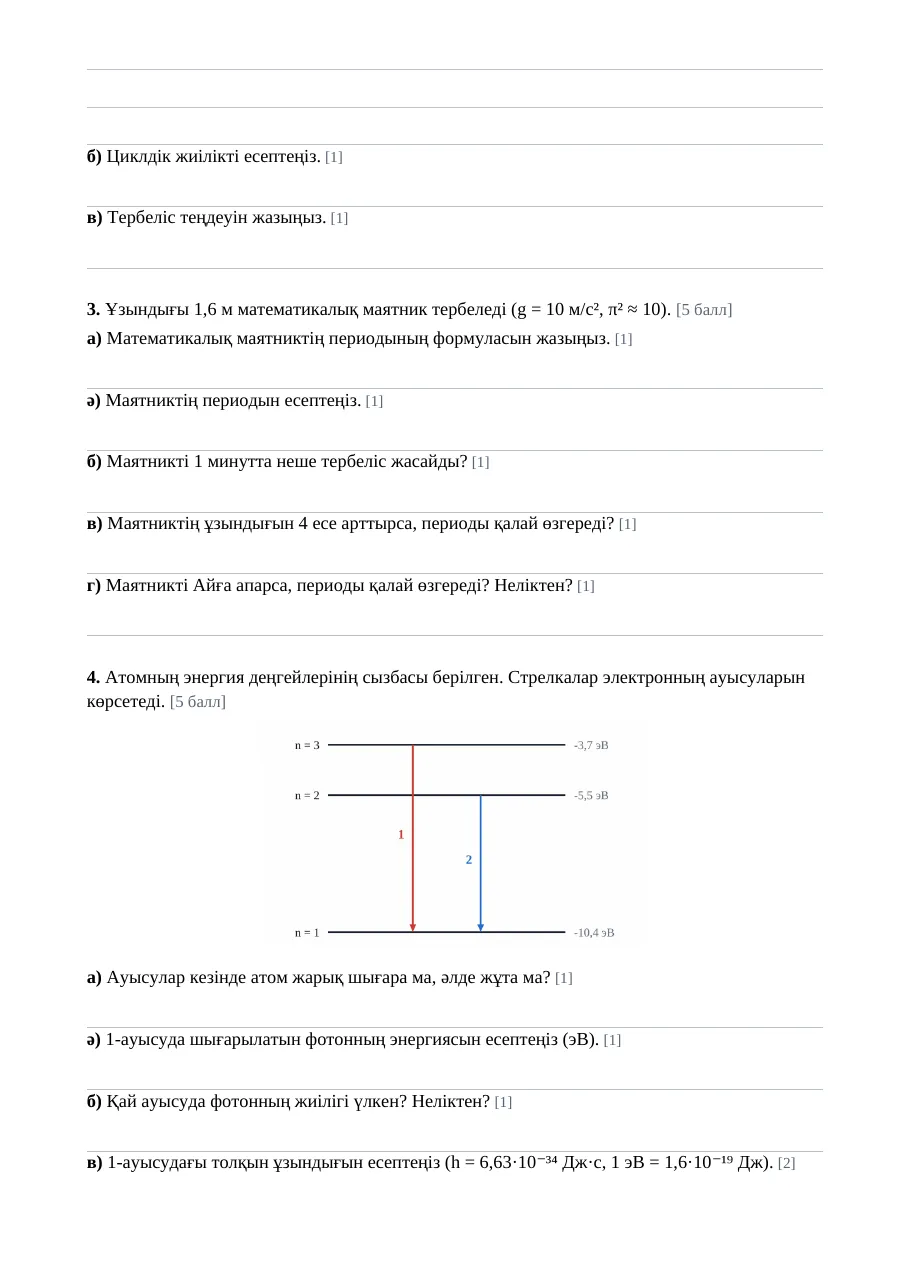 б) Циклдік жиілікті есептеңіз. [1]
в) Тербеліс теңдеуін жазыңыз. [1]
3. Ұзындығы 1,6 м математикалық маятник тербеледі (g = 10 м/с², π² ≈ 10). [5 балл]
а) Математикалық маятниктің периодының формуласын жазыңыз. [1]
ә) Маятниктің периодын есептеңіз. [1]
б) Маятникті 1 минутта неше тербеліс жасайды? [1]
в) Маятниктің ұзындығын 4 есе арттырса, периоды қалай өзгереді? [1]
г) Маятникті Айға апарса, периоды қалай өзгереді? Неліктен? [1]
4. Атомның энергия деңгейлерінің сызбасы берілген. Стрелкалар электронның ауысуларын
көрсетеді. [5 балл]
n = 3 -3,7 эВ
n = 2 -5,5 эВ
1
2
n = 1 -10,4 эВ
а) Ауысулар кезінде атом жарық шығара ма, әлде жұта ма? [1]
ә) 1-ауысуда шығарылатын фотонның энергиясын есептеңіз (эВ). [1]
б) Қай ауысуда фотонның жиілігі үлкен? Неліктен? [1]
в) 1-ауысудағы толқын ұзындығын есептеңіз (h = 6,63·10⁻³⁴ Дж·с, 1 эВ = 1,6·10⁻¹⁹ Дж). [2]